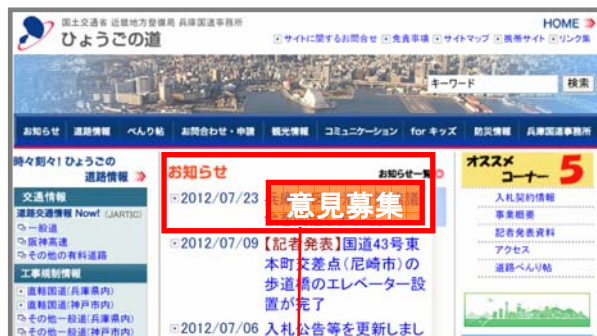 国土交通省 近畿地方整備局 兵庫国道事務所
ひょうごの道
HOME
サイトに関するお問合せ 免責事項 サイトマップ 携帯サイト リンク集
キーワード 検索
お知らせ 道路情報 べんり帖 お問合わせ・申請 観光情報 コミュニケーション for キッズ 防災情報 兵庫国道事務所
時々刻々!ひょうごの
道路情報
交通情報
道路交通情報 Now! (JARTIC)
一般道
阪神高速
その他の有料道路
工事規制情報
直轄国道(兵庫県内)
直轄国道(神戸市内)
その他一般道(兵庫県内)
その他一般道(神戸市内)
お知らせ
お知らせ一覧
2012/07/23
意見募集
2012/07/09 【記者発表】国道43号東
本町交差点(尼崎市)の
歩道橋のエレベーター設
置が完了
2012/07/06 入札公告等を更新しまし
オススメ
コーナー 5
入札契約情報
事業概要
記者発表資料
アクセス
道路べんり帖